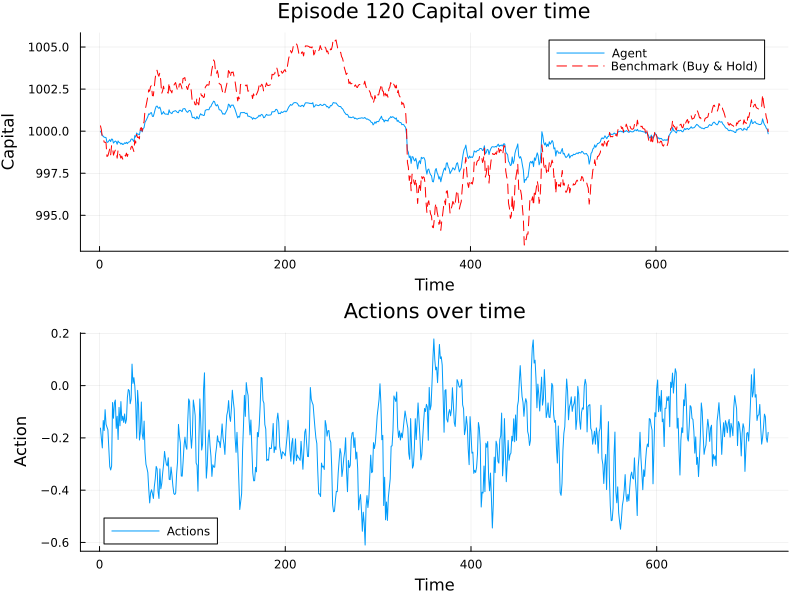 Episode 120 Capital over time
1005.0
1002.5
1000.0
997.5
995.0
Capital
Agent
Benchmark (Buy & Hold)
0
200
400
600
Time
Actions over time
0.2
0.0
−0.2
−0.4
−0.6
Action
Actions
0
200
400
600
Time